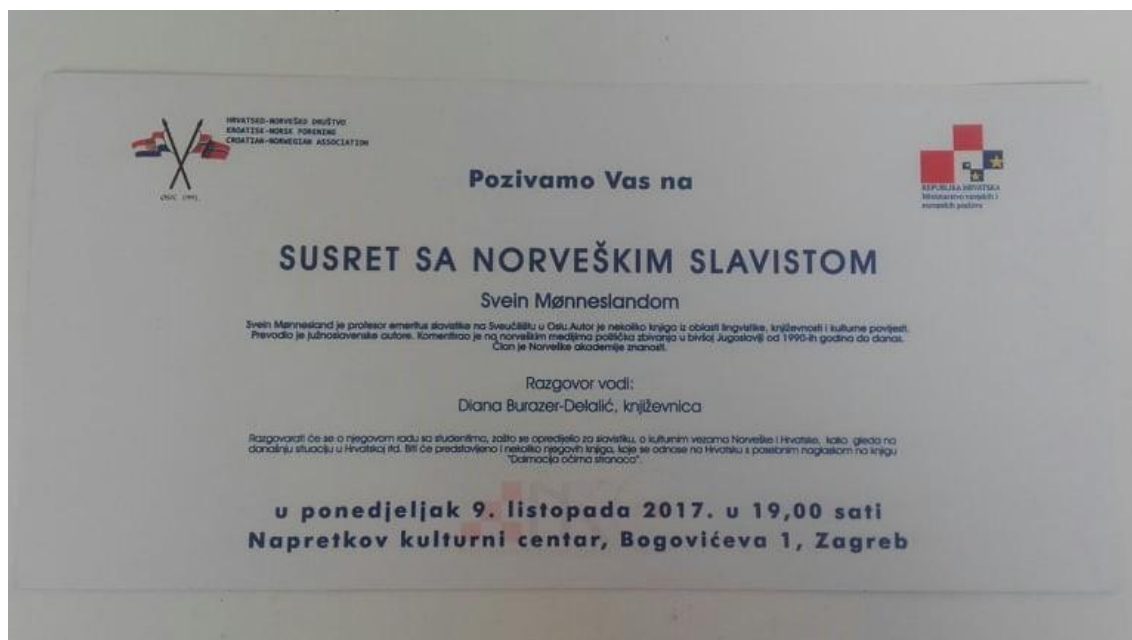 HRVATSKO-NORVEŠKO DRUŠTVO
KROATISK-NORSK FORENING
CROATIAN-NORWEGIAN ASSOCIATION
OSIC 1991.
REPUBLIKA HRVATSKA
Ministarstvo vanjskih i
europskih poslova
Pozivamo Vas na
SUSRET SA NORVEŠKIM SLAVISTOM
Svein Mønneslandom
Svein Mønnesland je profesor emeritus slavistike na Sveučilištu u Oslu.Autor je nekoliko knjiga iz oblasti lingvistike, književnosti i kulturne povijesti.
Prevodio je južnoslavenske autore. Komentirao je na norveškim medijima politička zbivanja u bivšoj Jugoslaviji od 1990-ih godina do danas.
Član je Norveške akademije znanosti.
Razgovor vodi:
Diana Burazer-Delalić, književnica
Razgovarati će se o njegovom radu sa studentima, zašto se opredijelio za slavistiku, o kulturnim vezama Norveške i Hrvatske, kako gleda na
današnju situaciju u Hrvatskoj itd. Biti će predstavljeno i nekoliko njegovih knjiga, koje se odnose na Hrvatsku s posebnim naglaskom na knjigu
"Dalmacija očima stranaca".
u ponedjeljak 9. listopada 2017. u 19,00 sati
Napretkov kulturni centar, Bogovićeva 1, Zagreb